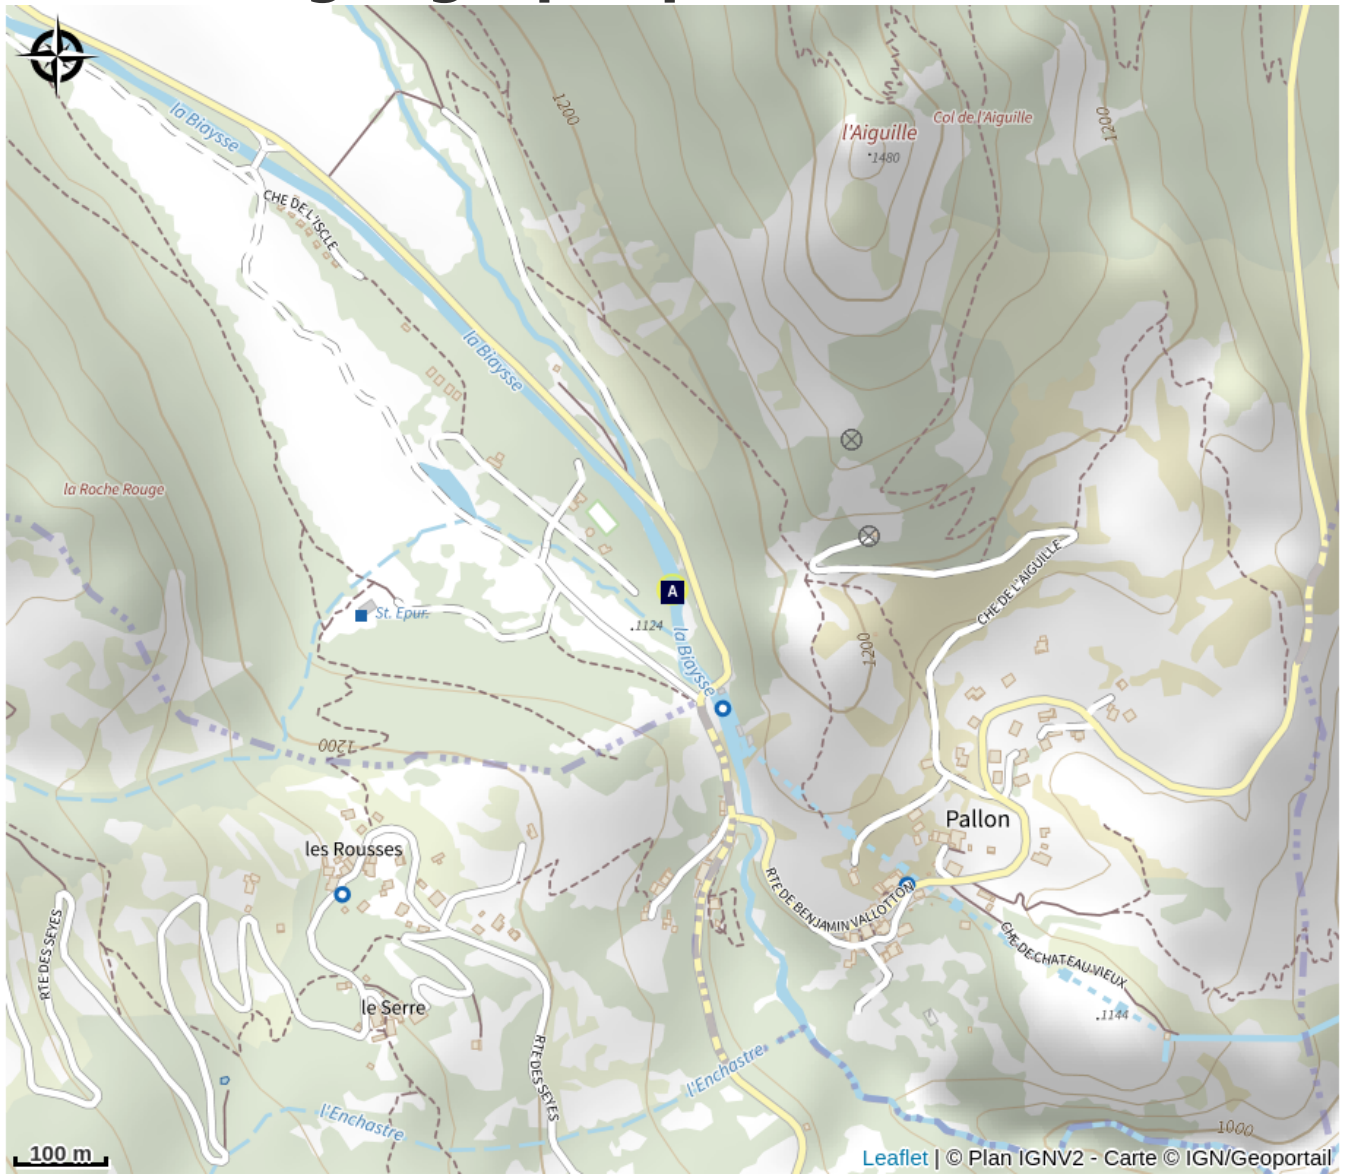 la Biaysse
1200
l'Aiguille
Col de l'Aiguille
1200
1480
CHE DE L'ISCLE
la Biaysse
la Roche Rouge
CHE DE L'AIGUILLE
A
St. Epur.
1124
la Biaysse
1200
1200
Pallon
les Rousses
RTE DE BENJAMIN VALLOTTON
RTE DES SEYES
CHE DE CHATEAU VIEUX
le Serre
1144
RTE DES SEYES
l'Enchastre
l'Enchastre
1000
100 m
Leaflet | © Plan IGNV2 - Carte © IGN/Geoportail